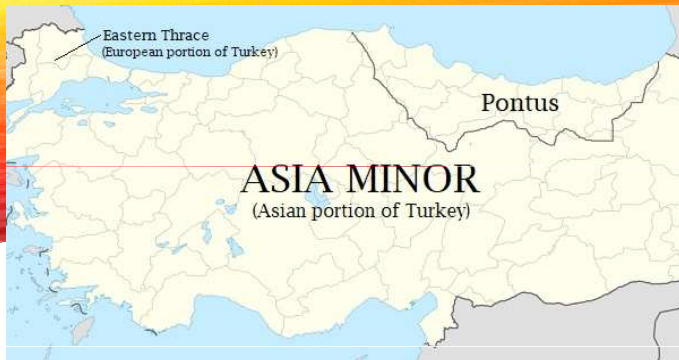 Eastern Thrace
(European portion of Turkey)
Pontus
ASIA MINOR
(Asian portion of Turkey)